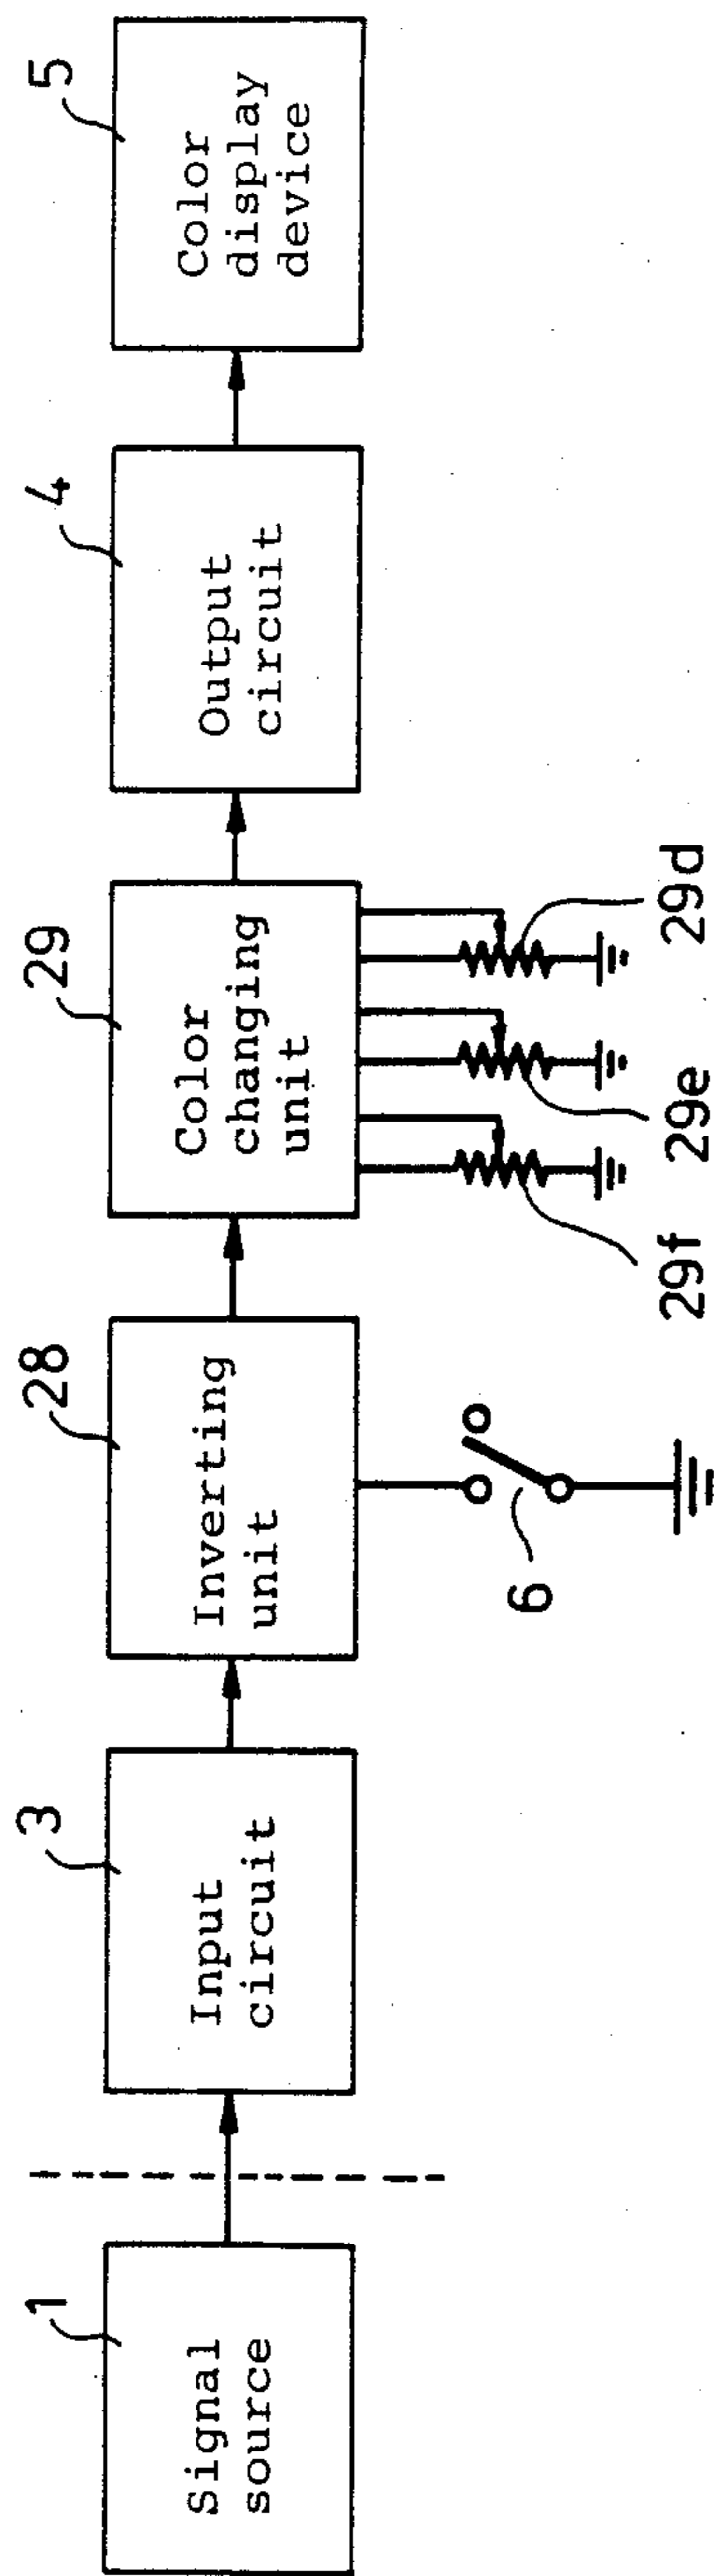 1
Signal
source
3
Input
circuit
28
Inverting
unit
6
29
Color
changing
unit
29f
29e
29d
4
Output
circuit
5
Color
display
device